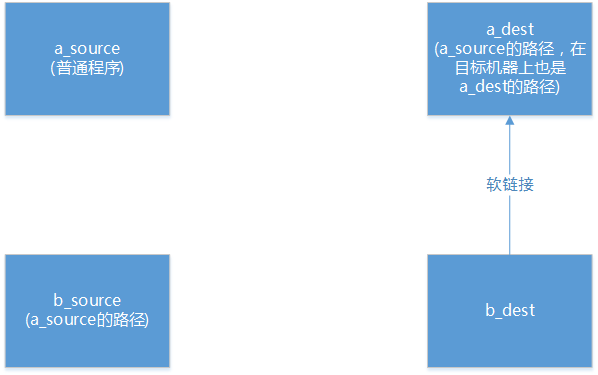 a_source
(普通程序)
a_dest
(a_source的路径，在
目标机器上也是
a_dest的路径)
软链接
b_source
(a_source的路径)
b_dest